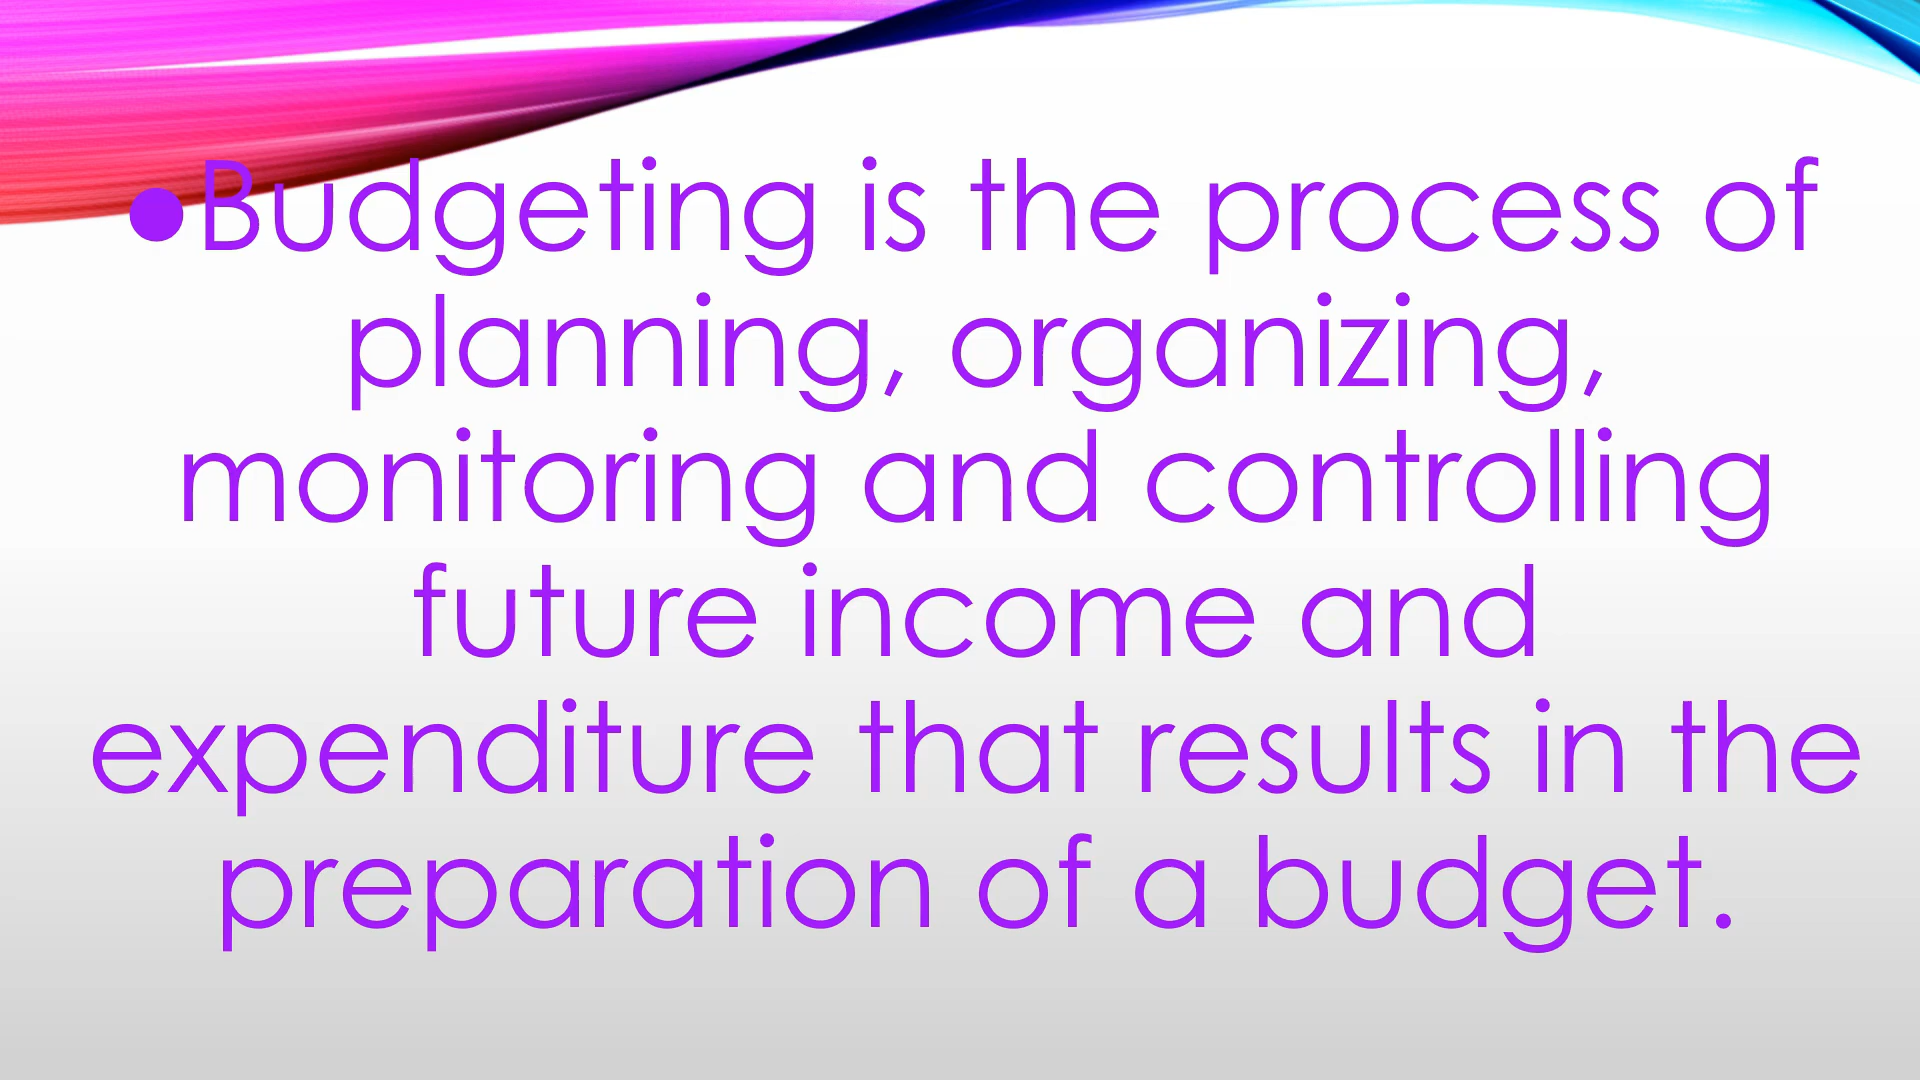 •Budgeting is the process of
planning, organizing,
monitoring and controlling
future income and
expenditure that results in the
preparation of a budget.